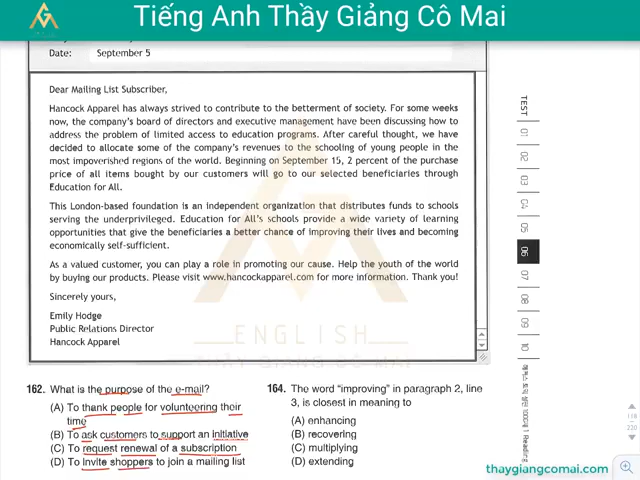 Tiếng Anh Thầy Giảng Cô Mai
Date: September 5
Dear Mailing List Subscriber,
Hancock Apparel has always strived to contribute to the betterment of society. For some weeks
now, the company's board of directors and executive management have been discussing how to
address the problem of limited access to education programs. After careful thought, we have
decided to allocate some of the company's revenues to the schooling of young people in
the most impoverished regions of the world. Beginning on September 15, 2 percent of the purchase
price of all items bought by our customers will go to our selected beneficiaries through
Education for All.
This London-based foundation is an independent organization that distributes funds to schools
serving the underprivileged. Education for All's schools provide a wide variety of learning
opportunities that give the beneficiaries a better chance of improving their lives and becoming
economically self-sufficient.
As a valued customer, you can play a role in promoting our cause. Help the youth of the world
by buying our products. Please visit www.hancockapparel.com for more information. Thank you!
Sincerely yours,
Emily Hodge
Public Relations Director
Hancock Apparel
ENGLISH
THẦY GIẢNG CÔ MAI
162. What is the purpose of the e-mail?
(A) To thank people for volunteering their
time
(B) To ask customers to support an initiative
(C) To request renewal of a subscription
(D) To invite shoppers to join a mailing list
164. The word "improving" in paragraph 2, line
3, is closest in meaning to
(A) enhancing
(B) recovering
(C) multiplying
(D) extending
TEST
01
02
03
04
05
06
07
08
09
10
118
220
thaygiangcomai.com